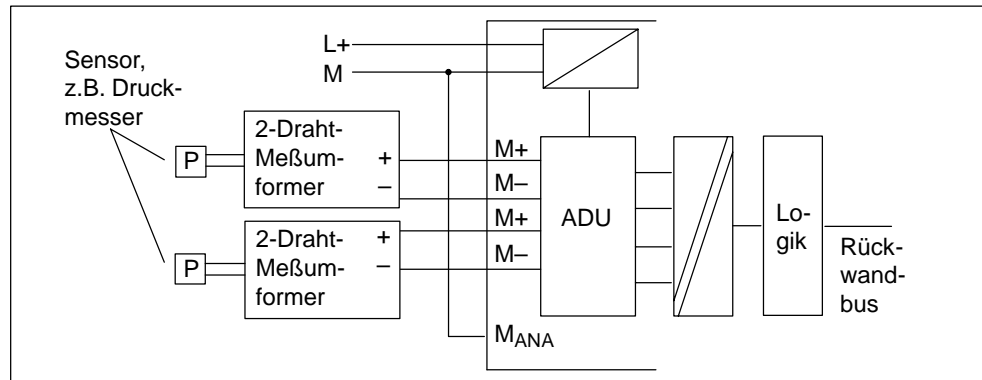 L+
M
Sensor,
z.B. Druck-
messer
P
2-Draht-
Meßum-
former
+
–
M+
M–
P
2-Draht-
Meßum-
former
+
–
M+
M–
ADU
Lo-
gik
Rück-
wand-
bus
MANA